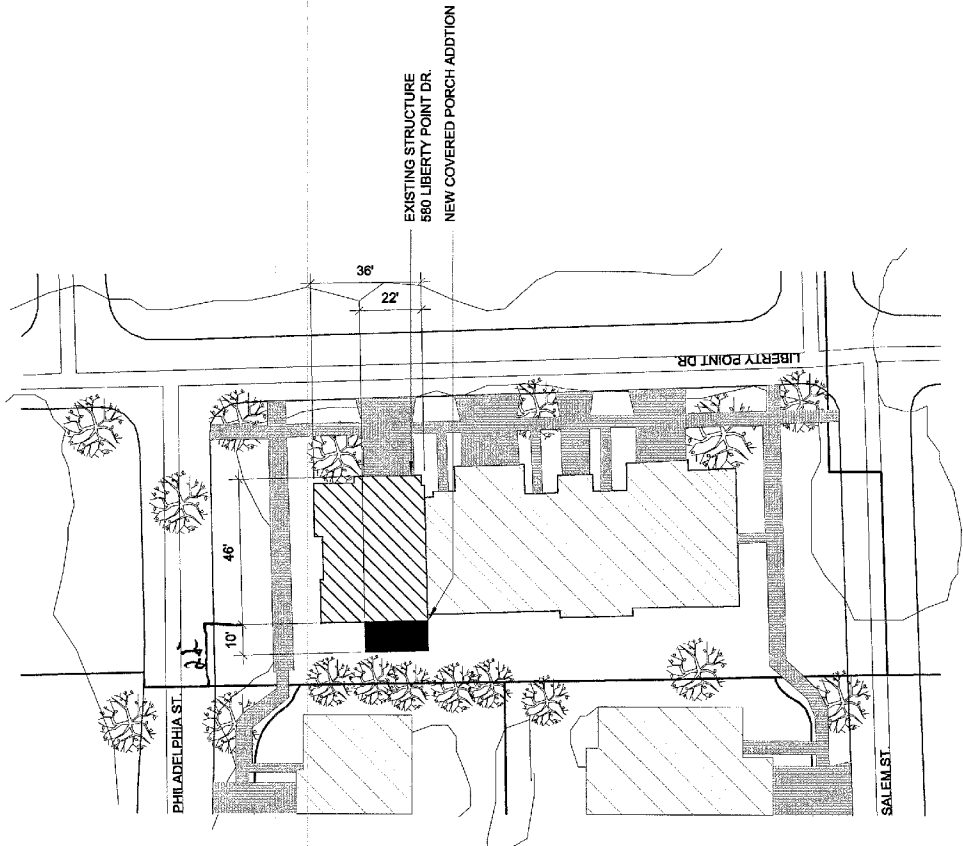 EXISTING STRUCTURE
580 LIBERTY POINT DR.
NEW COVERED PORCH ADDTION
36'
22'
LIBERTY POINT DR.
46'
10'
PHILADELPHIA ST.
SALEM ST.